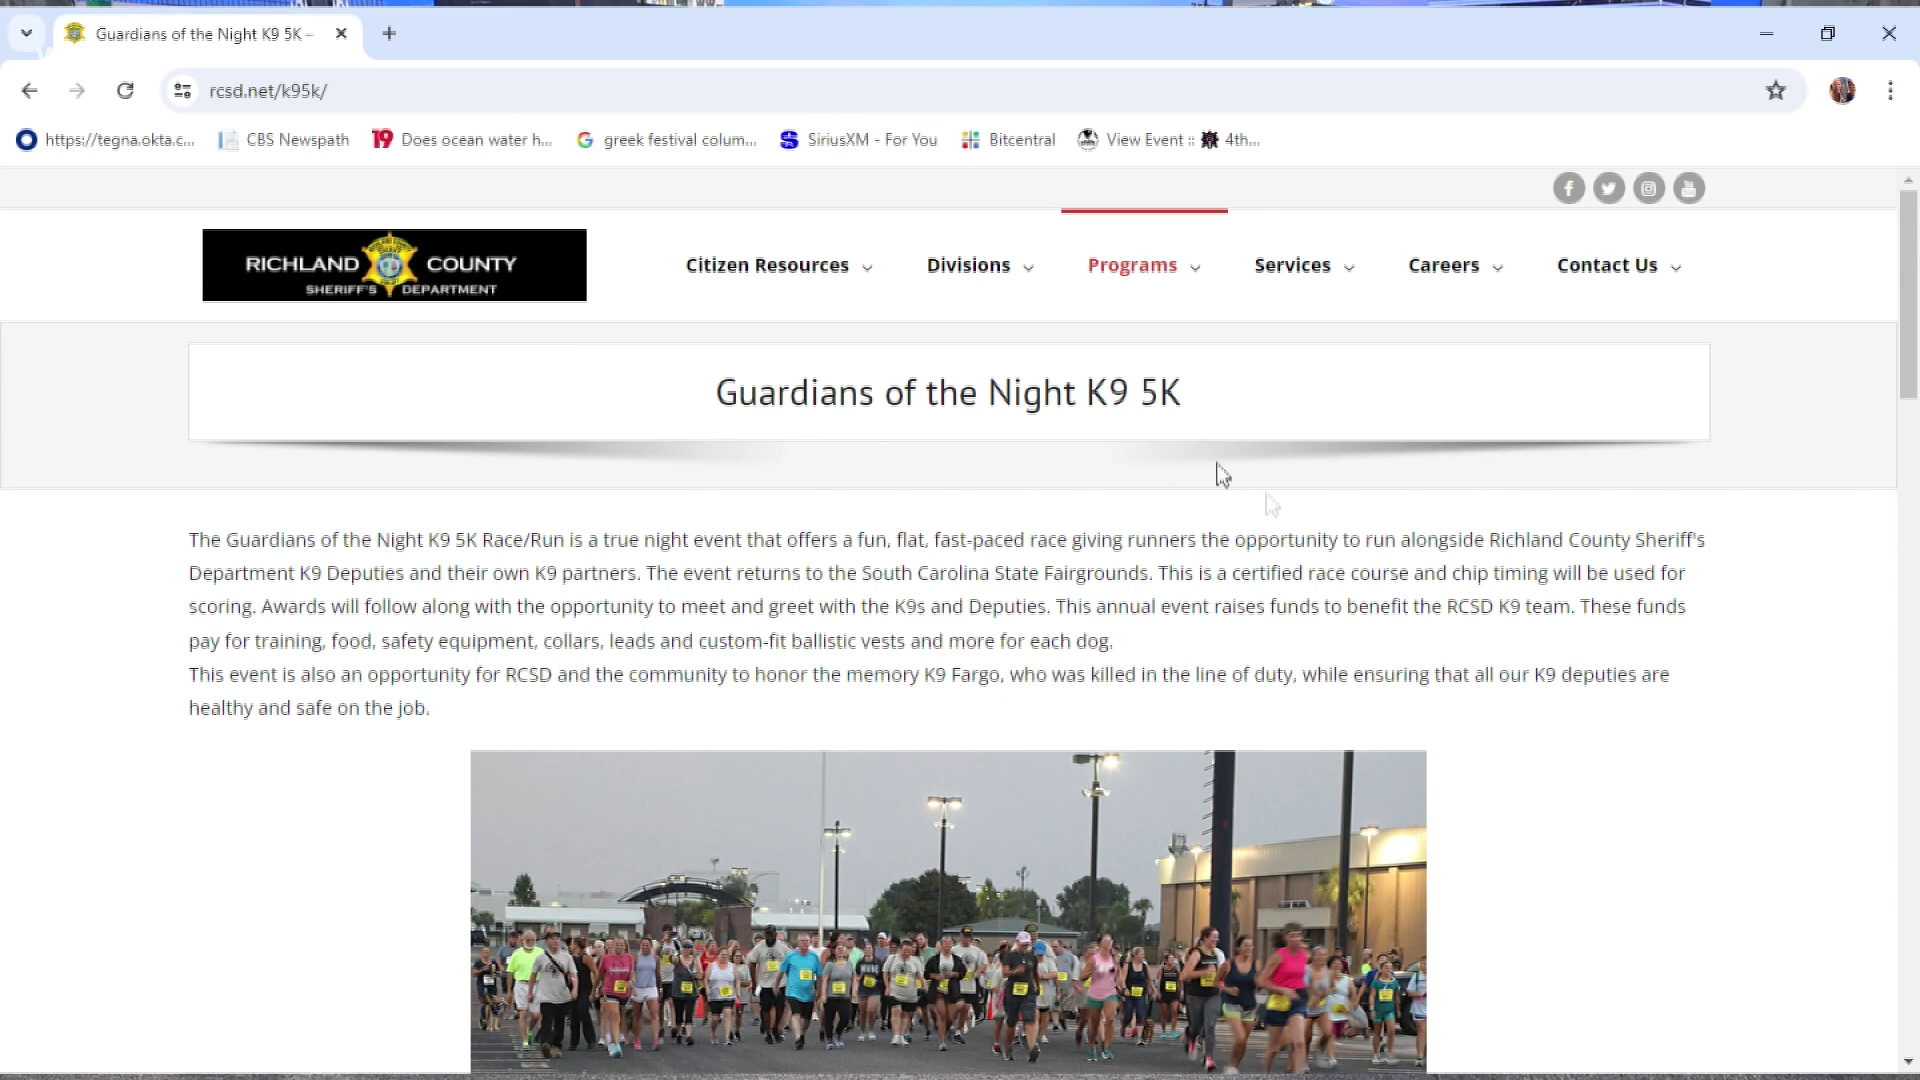 Guardians of the Night K9 5K –
rcsd.net/k95k/
https://tegna.okta.c...
CBS Newspath
19 Does ocean water h...
greek festival colum...
SiriusXM - For You
Bitcentral
View Event :: 4th...
RICHLAND COUNTY
SHERIFF'S DEPARTMENT
Citizen Resources
Divisions
Programs
Services
Careers
Contact Us
Guardians of the Night K9 5K
The Guardians of the Night K9 5K Race/Run is a true night event that offers a fun, flat, fast-paced race giving runners the opportunity to run alongside Richland County Sheriff's
Department K9 Deputies and their own K9 partners. The event returns to the South Carolina State Fairgrounds. This is a certified race course and chip timing will be used for
scoring. Awards will follow along with the opportunity to meet and greet with the K9s and Deputies. This annual event raises funds to benefit the RCSD K9 team. These funds
pay for training, food, safety equipment, collars, leads and custom-fit ballistic vests and more for each dog.
This event is also an opportunity for RCSD and the community to honor the memory K9 Fargo, who was killed in the line of duty, while ensuring that all our K9 deputies are
healthy and safe on the job.